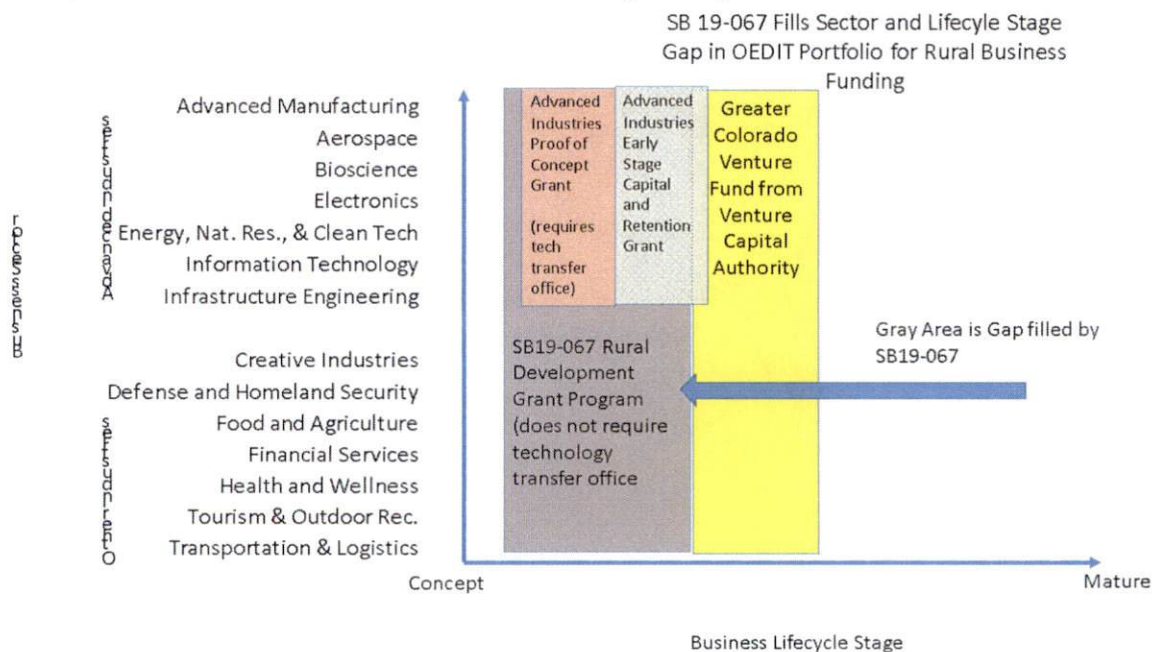 SB 19-067 Fills Sector and Lifecyle Stage
Gap in OEDIT Portfolio for Rural Business
Funding
Business Sector
Advanced Industries
Advanced Manufacturing
Aerospace
Bioscience
Electronics
Energy, Nat. Res., & Clean Tech
Information Technology
Infrastructure Engineering
Other Industries
Creative Industries
Defense and Homeland Security
Food and Agriculture
Financial Services
Health and Wellness
Tourism & Outdoor Rec.
Transportation & Logistics
Advanced
Industries
Proof of
Concept
Grant
(requires
tech
transfer
office)
Advanced
Industries
Early
Stage
Capital
and
Retention
Grant
Greater
Colorado
Venture
Fund from
Venture
Capital
Authority
SB19-067 Rural
Development
Grant Program
(does not require
technology
transfer office
Gray Area is Gap filled by
SB19-067
Concept
Mature
Business Lifecycle Stage